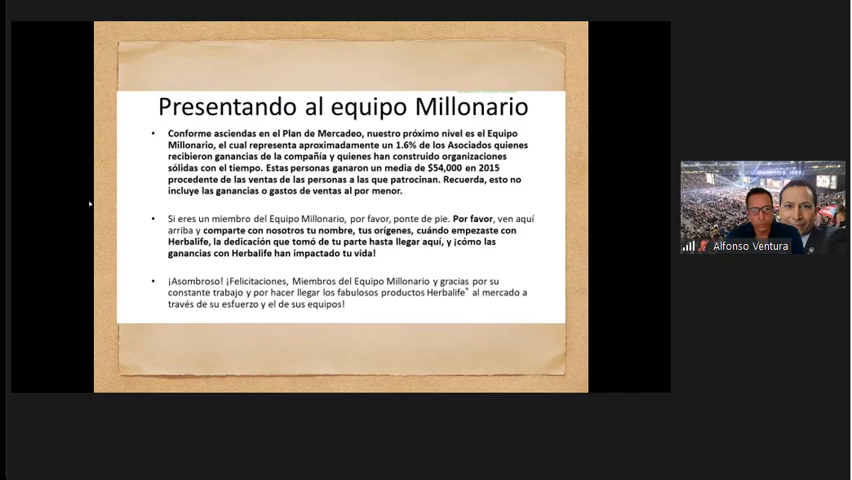 Presentando al equipo Millonario
• Conforme asciendas en el Plan de Mercadeo, nuestro próximo nivel es el Equipo
Millonario, el cual representa aproximadamente un 1.6% de los Asociados quienes
recibieron ganancias de la compañía y quienes han construido organizaciones
sólidas con el tiempo. Estas personas ganaron un media de $54,000 en 2015
procedente de las ventas de las personas a las que patrocinan. Recuerda, esto no
incluye las ganancias o gastos de ventas al por menor.
• Si eres un miembro del Equipo Millonario, por favor, ponte de pie. Por favor, ven aquí
arriba y comparte con nosotros tu nombre, tus orígenes, cuándo empezaste con
Herbalife, la dedicación que tomó de tu parte hasta llegar aquí, y ¡cómo las
ganancias con Herbalife han impactado tu vida!
• ¡Asombroso! ¡Felicitaciones, Miembros del Equipo Millonario y gracias por su
constante trabajo y por hacer llegar los fabulosos productos Herbalife® al mercado a
través de su esfuerzo y el de sus equipos!
Alfonso Ventura